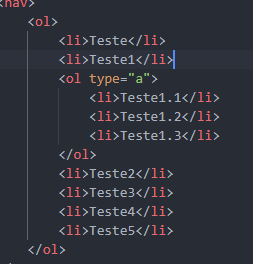 <nav>
<ol>
<li>Teste</li>
<li>Teste1</li>
<ol type="a">
<li>Teste1.1</li>
<li>Teste1.2</li>
<li>Teste1.3</li>
</ol>
<li>Teste2</li>
<li>Teste3</li>
<li>Teste4</li>
<li>Teste5</li>
</ol>